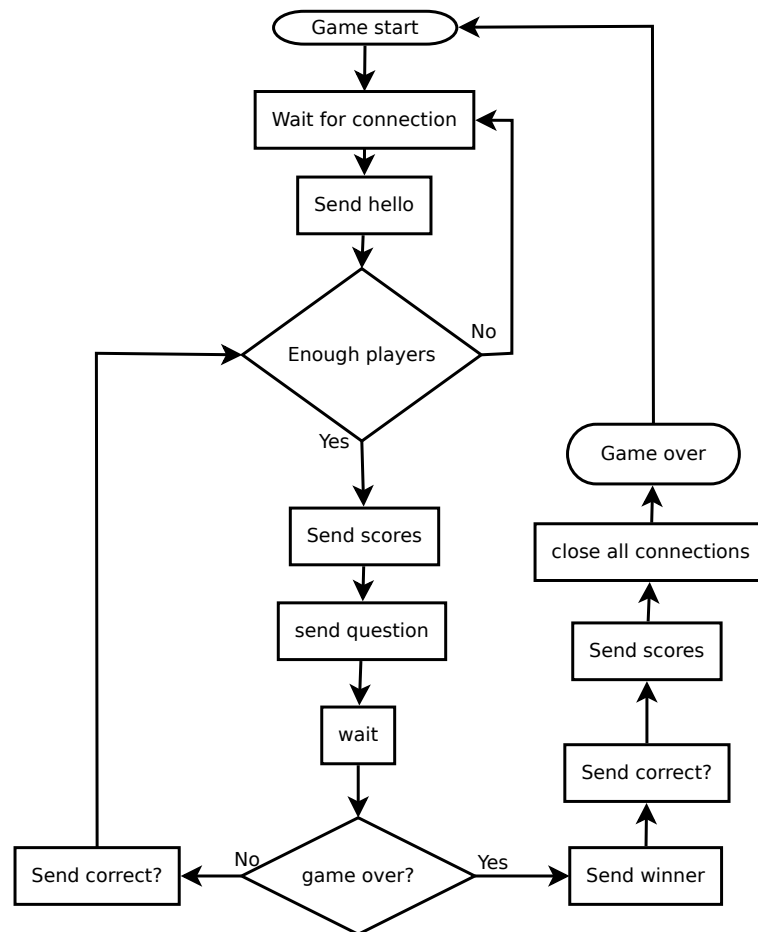 Game start
Wait for connection
Send hello
No
Enough players
Yes
Game over
Send scores
close all connections
send question
Send scores
wait
Send correct?
No
Yes
Send correct?
game over?
Send winner